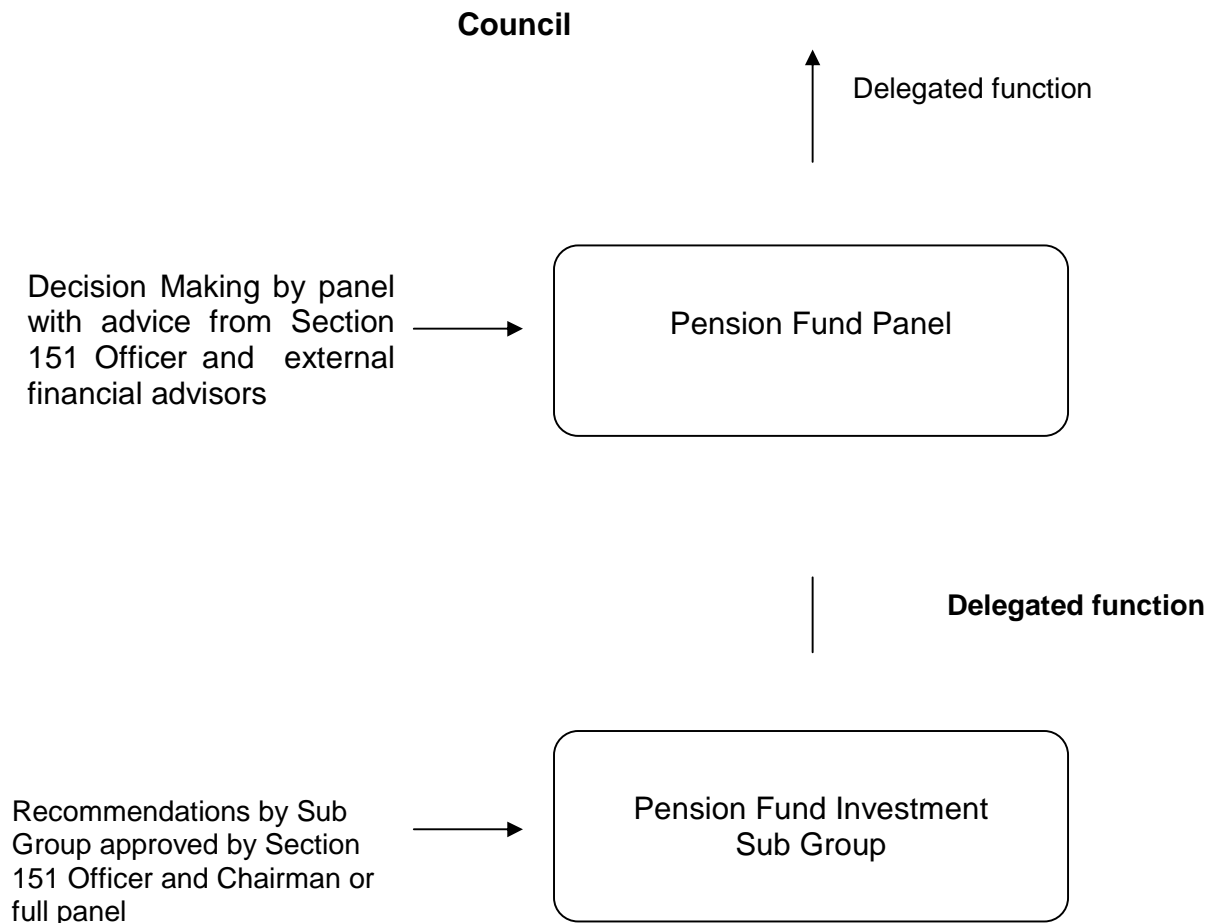 Council
Delegated function
Decision Making by panel
with advice from Section
151 Officer and external
financial advisors
Pension Fund Panel
Delegated function
Recommendations by Sub
Group approved by Section
151 Officer and Chairman or
full panel
Pension Fund Investment
Sub Group